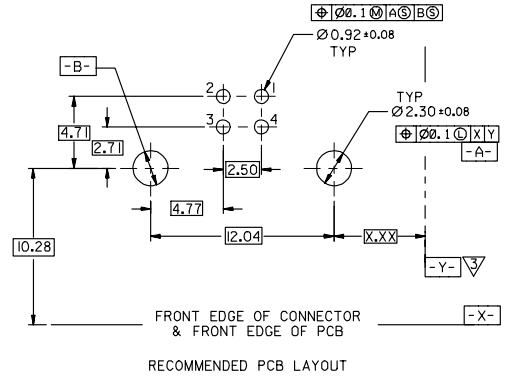 ⌖ Ø0.1 Ⓜ A Ⓢ B Ⓢ
Ø0.92±0.08
TYP
-B-
2 1
3 4
TYP
Ø2.30±0.08
⌖ Ø0.1 Ⓛ X Y
-A-
4.71
2.71
2.50
4.77
10.28
12.04
X.XX
-Y- 3
FRONT EDGE OF CONNECTOR
& FRONT EDGE OF PCB
-X-
RECOMMENDED PCB LAYOUT